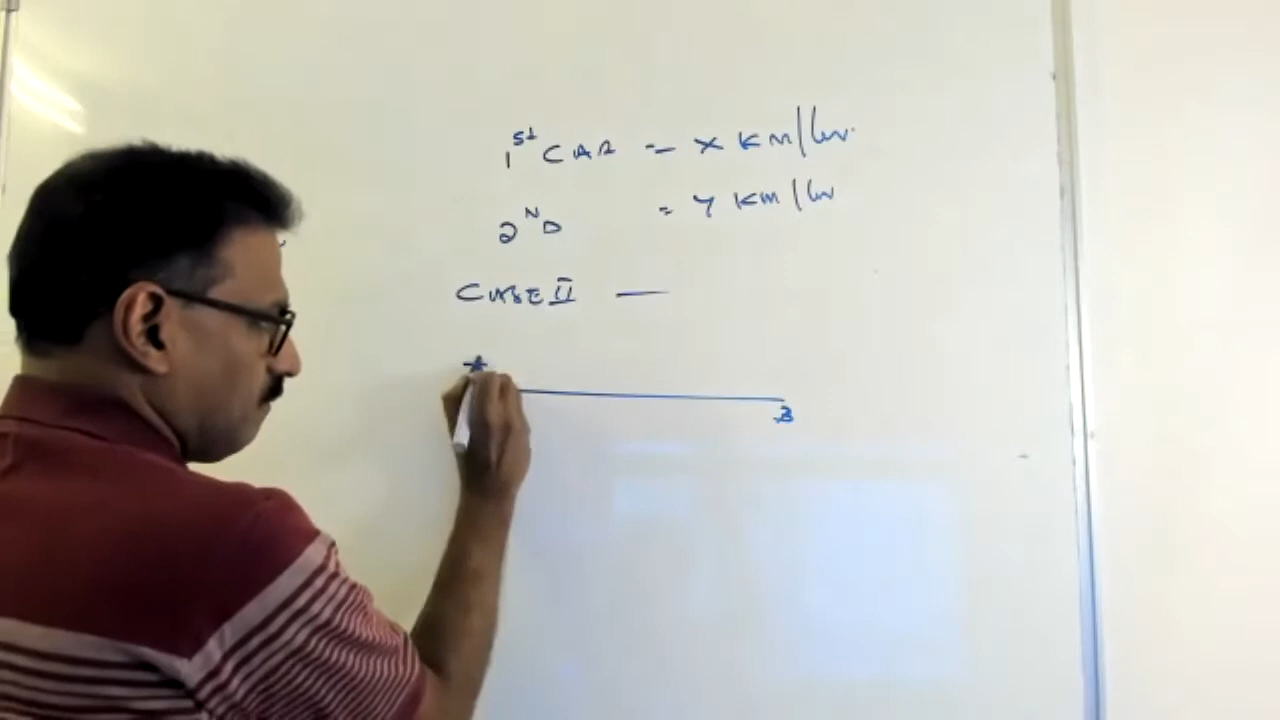 1st CAR = X KM/hr.
2ND = Y KM/hr
CASE II —
A
B